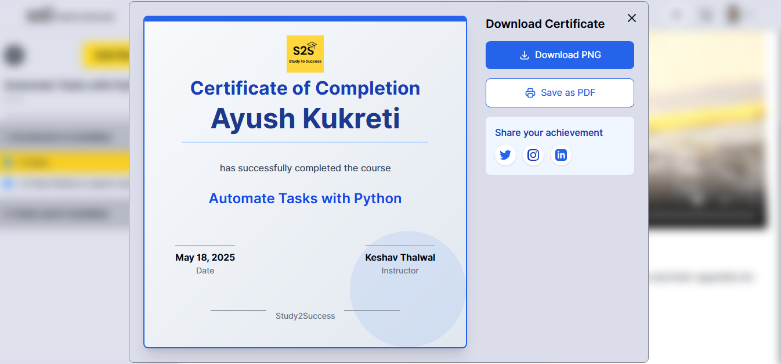 Download Certificate
S2S
Study to Success
Certificate of Completion
Ayush Kukreti
has successfully completed the course
Automate Tasks with Python
May 18, 2025
Date
Keshav Thalwal
Instructor
Study2Success
Download PNG
Save as PDF
Share your achievement